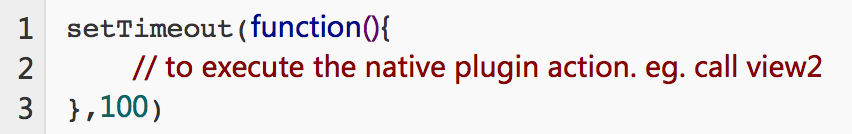 1 setTimeout(function(){
2 // to execute the native plugin action. eg. call view2
3 },100)